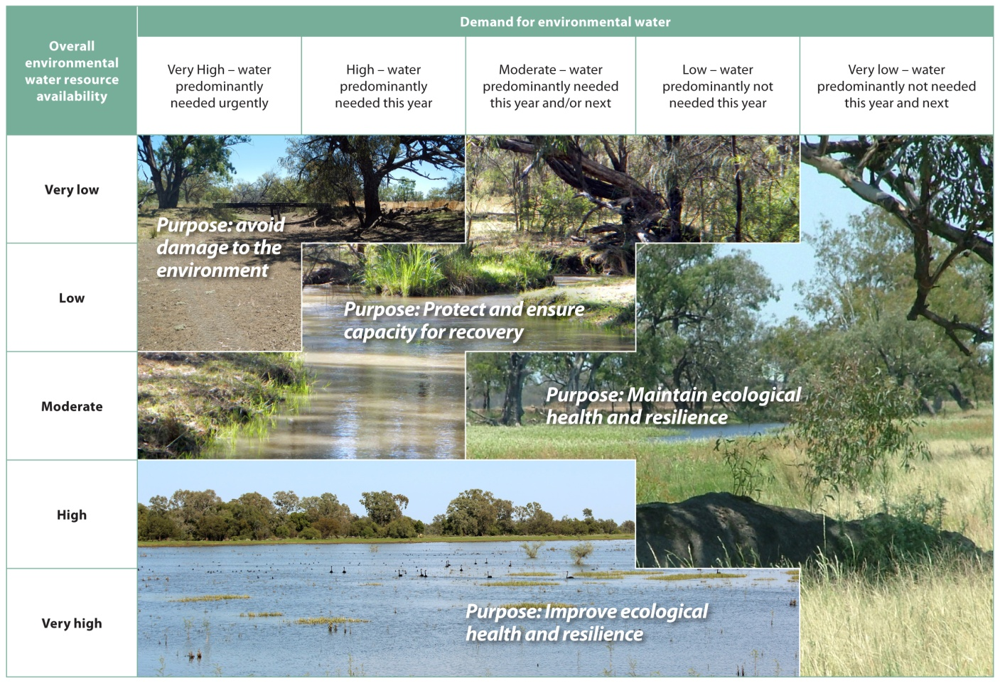 Overall
environmental
water resource
availability
Demand for environmental water
Very High – water
predominantly
needed urgently
High – water
predominantly
needed this year
Moderate – water
predominantly needed
this year and/or next
Low – water
predominantly not
needed this year
Very low – water
predominantly not needed
this year and next
Very low
Purpose: avoid
damage to the
environment
Low
Purpose: Protect and ensure
capacity for recovery
Moderate
Purpose: Maintain ecological
health and resilience
High
Very high
Purpose: Improve ecological
health and resilience